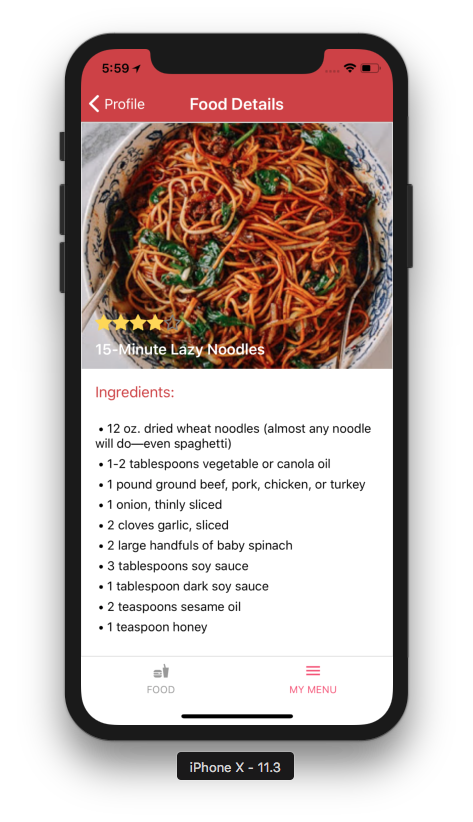 5:59
Profile
Food Details
15-Minute Lazy Noodles
Ingredients:
• 12 oz. dried wheat noodles (almost any noodle
will do—even spaghetti)
• 1-2 tablespoons vegetable or canola oil
• 1 pound ground beef, pork, chicken, or turkey
• 1 onion, thinly sliced
• 2 cloves garlic, sliced
• 2 large handfuls of baby spinach
• 3 tablespoons soy sauce
• 1 tablespoon dark soy sauce
• 2 teaspoons sesame oil
• 1 teaspoon honey
FOOD
MY MENU
iPhone X - 11.3